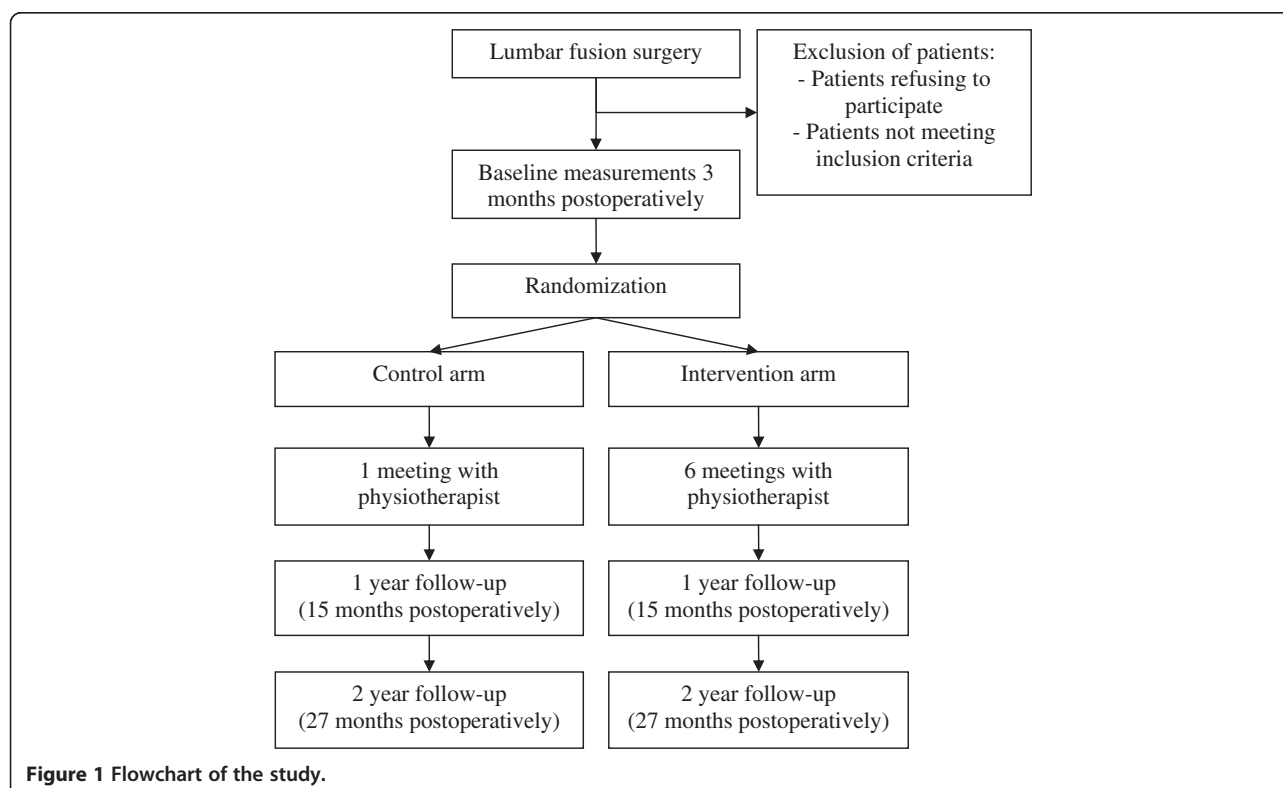 Lumbar fusion surgery
Exclusion of patients:
- Patients refusing to
participate
- Patients not meeting
inclusion criteria
Baseline measurements 3
months postoperatively
Randomization
Control arm
Intervention arm
1 meeting with
physiotherapist
6 meetings with
physiotherapist
1 year follow-up
(15 months postoperatively)
1 year follow-up
(15 months postoperatively)
2 year follow-up
(27 months postoperatively)
2 year follow-up
(27 months postoperatively)
Figure 1 Flowchart of the study.